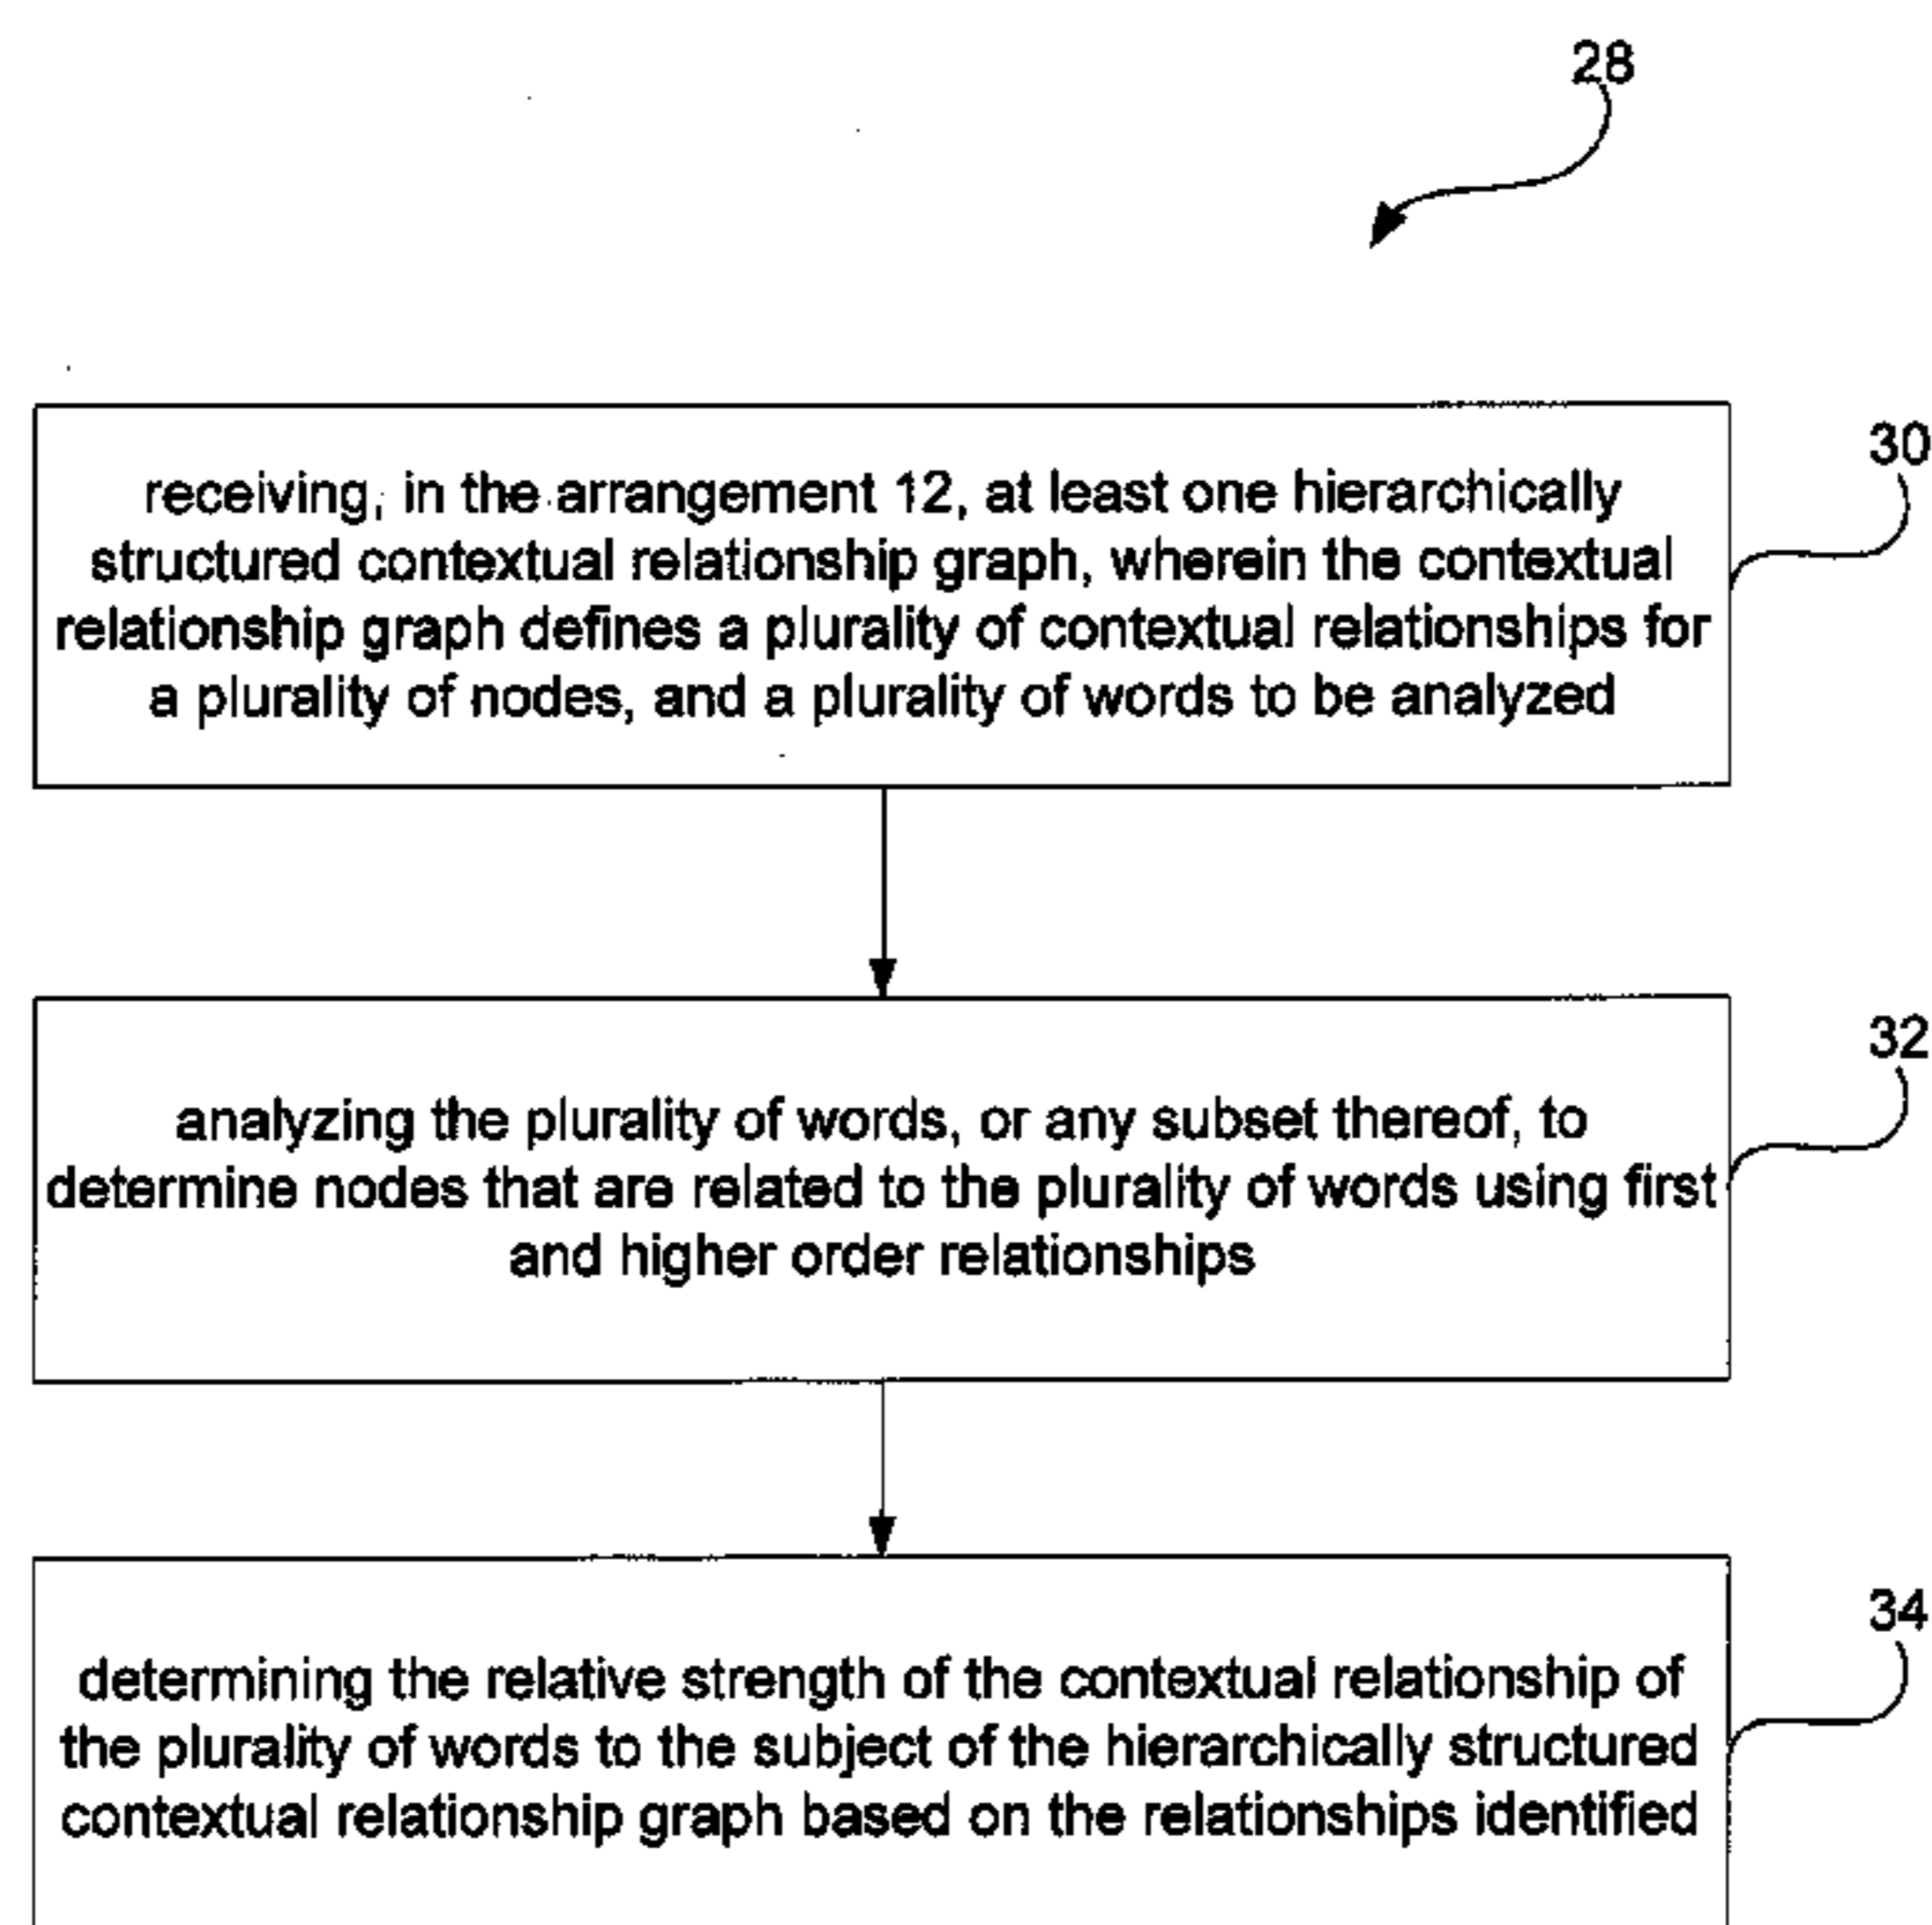 28
30
receiving, in the arrangement 12, at least one hierarchically
structured contextual relationship graph, wherein the contextual
relationship graph defines a plurality of contextual relationships for
a plurality of nodes, and a plurality of words to be analyzed
32
analyzing the plurality of words, or any subset thereof, to
determine nodes that are related to the plurality of words using first
and higher order relationships
34
determining the relative strength of the contextual relationship of
the plurality of words to the subject of the hierarchically structured
contextual relationship graph based on the relationships identified